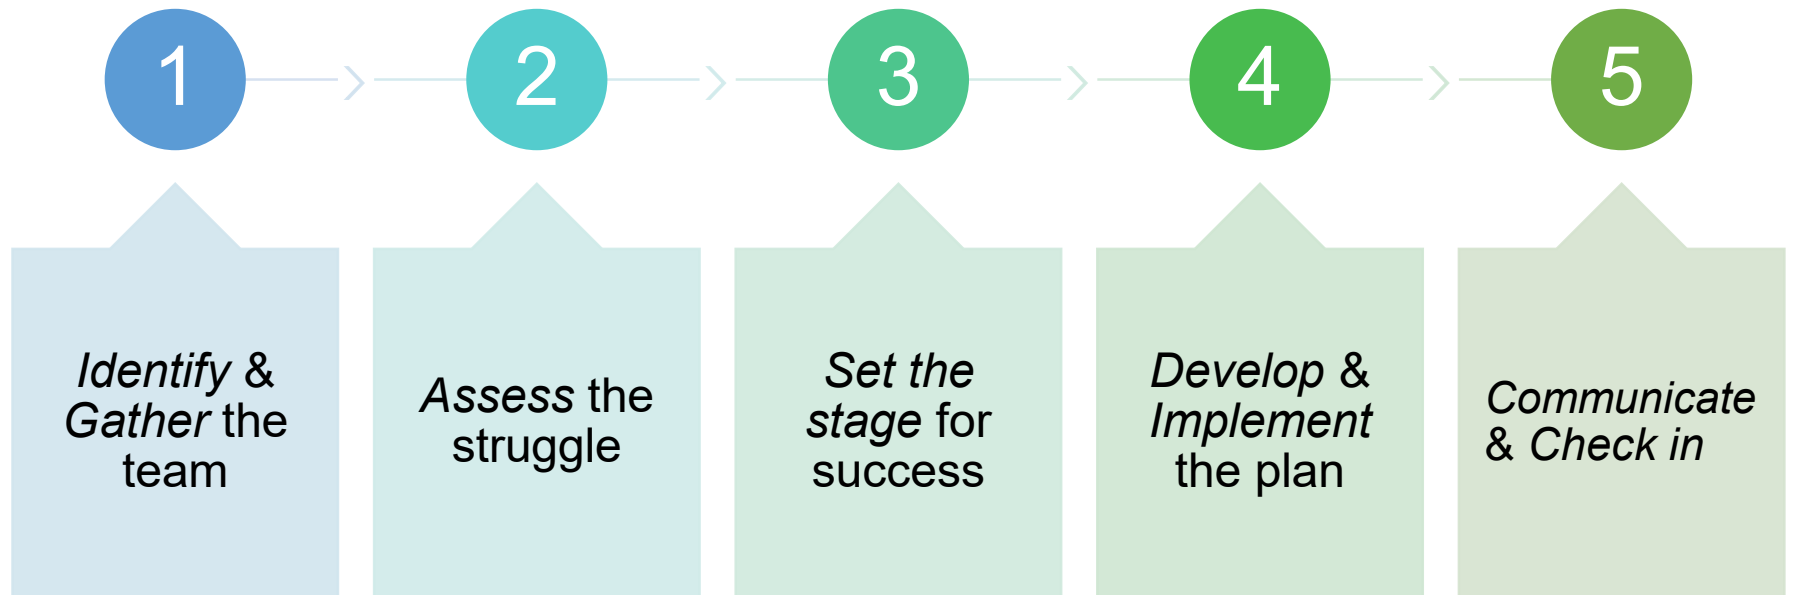 1
2
3
4
5
Identify &
Gather the
team
Assess the
struggle
Set the
stage for
success
Develop &
Implement
the plan
Communicate
& Check in